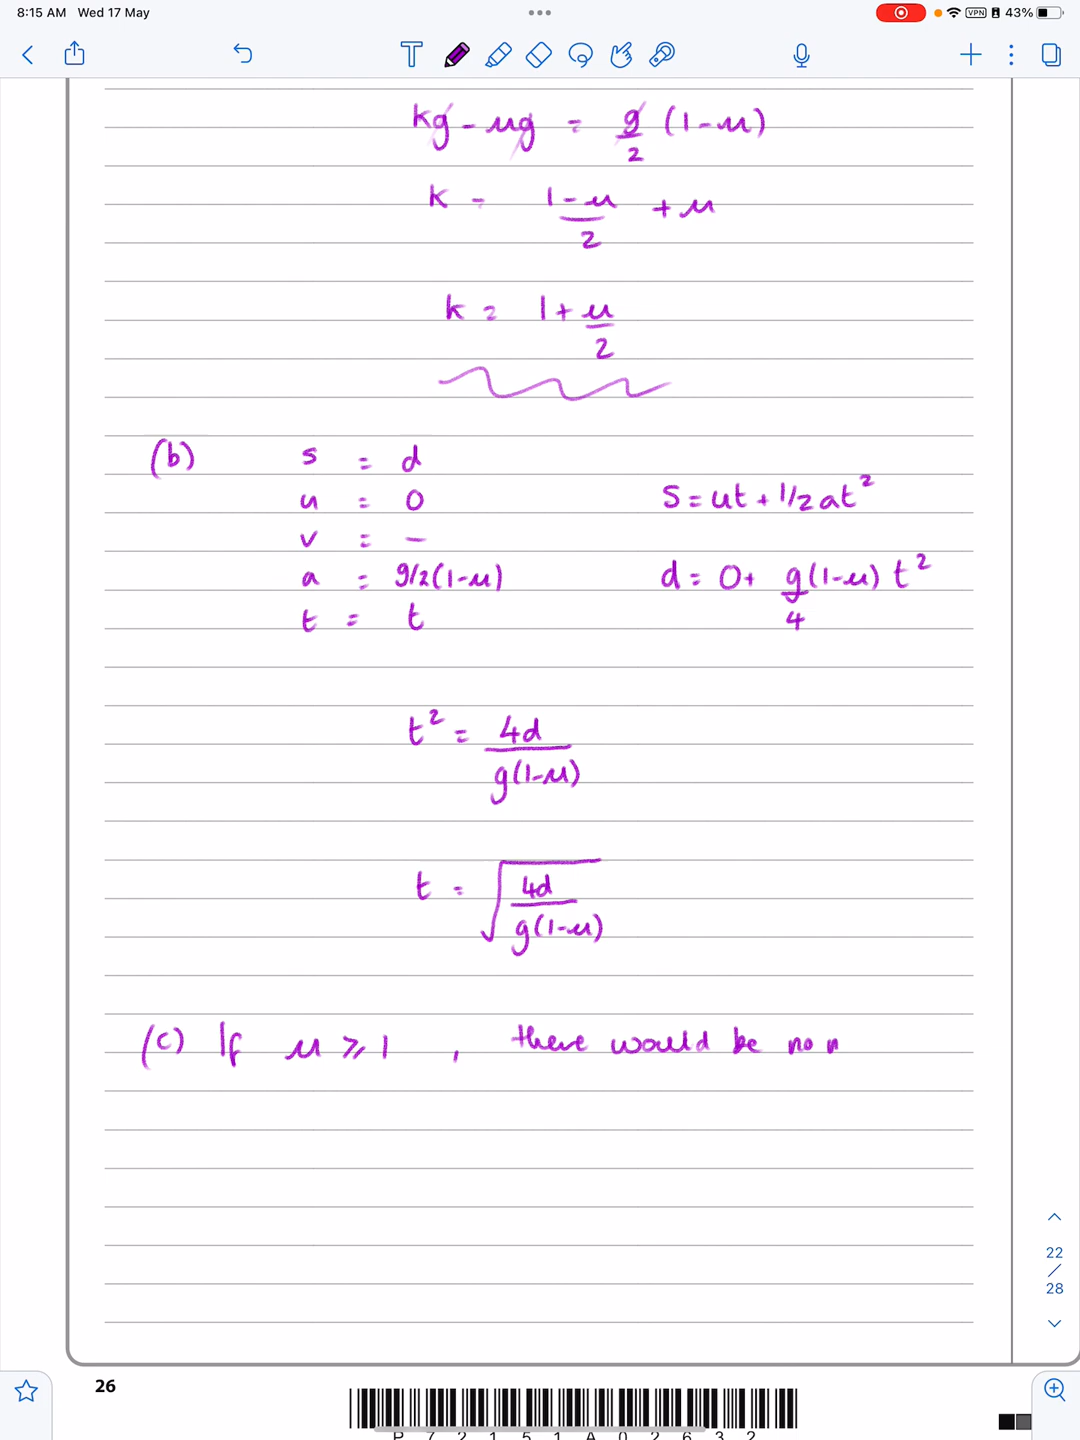 8:15 AM Wed 17 May
VPN 43%
T
kg - μg = g/2 (1-μ)
k = (1-μ)/2 + μ
k = 1 + μ/2
(b) s = d
u = 0 s = ut + 1/2 at²
v = -
a = g/2(1-μ) d = 0 + g/4 (1-μ) t²
t = t
t² = 4d/g(1-μ)
t = √(4d/g(1-μ))
(c) If μ ⩾ 1 , there would be no
22
/
28
26
P 7 2 1 5 1 A 0 2 6 3 2